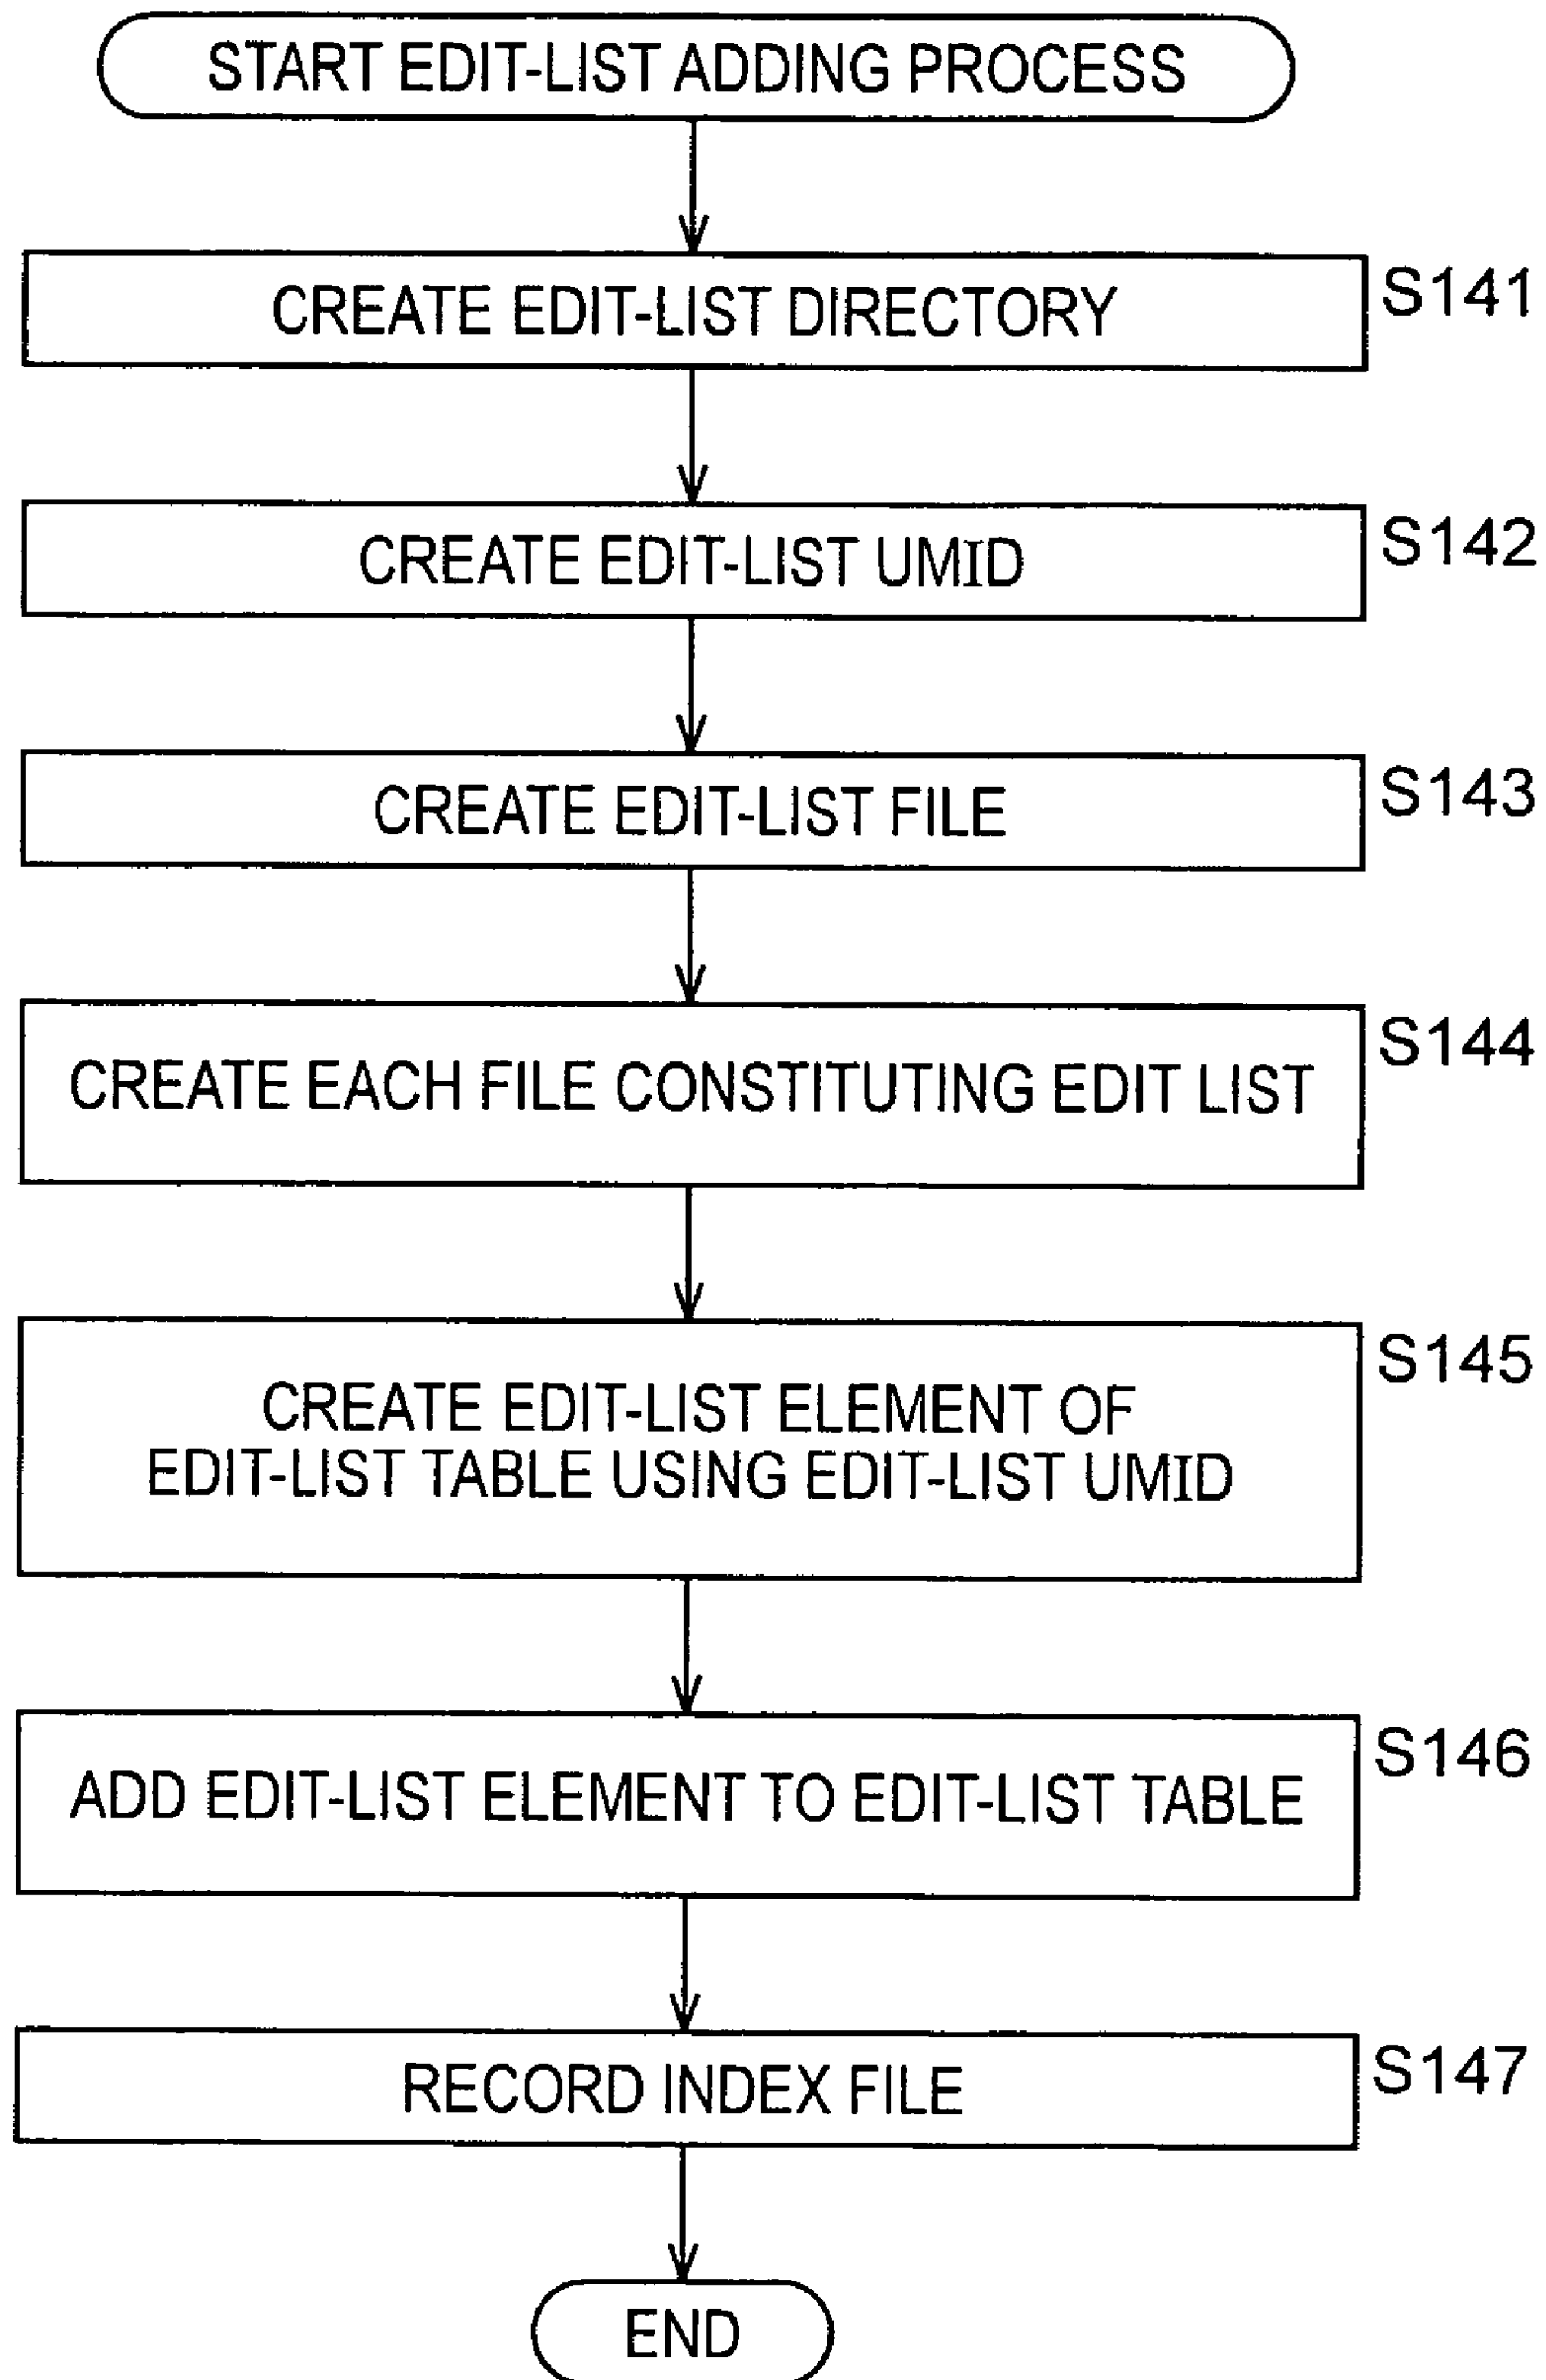 START EDIT-LIST ADDING PROCESS
CREATE EDIT-LIST DIRECTORY
S141
CREATE EDIT-LIST UMID
S142
CREATE EDIT-LIST FILE
S143
CREATE EACH FILE CONSTITUTING EDIT LIST
S144
CREATE EDIT-LIST ELEMENT OF
EDIT-LIST TABLE USING EDIT-LIST UMID
S145
ADD EDIT-LIST ELEMENT TO EDIT-LIST TABLE
S146
RECORD INDEX FILE
S147
END